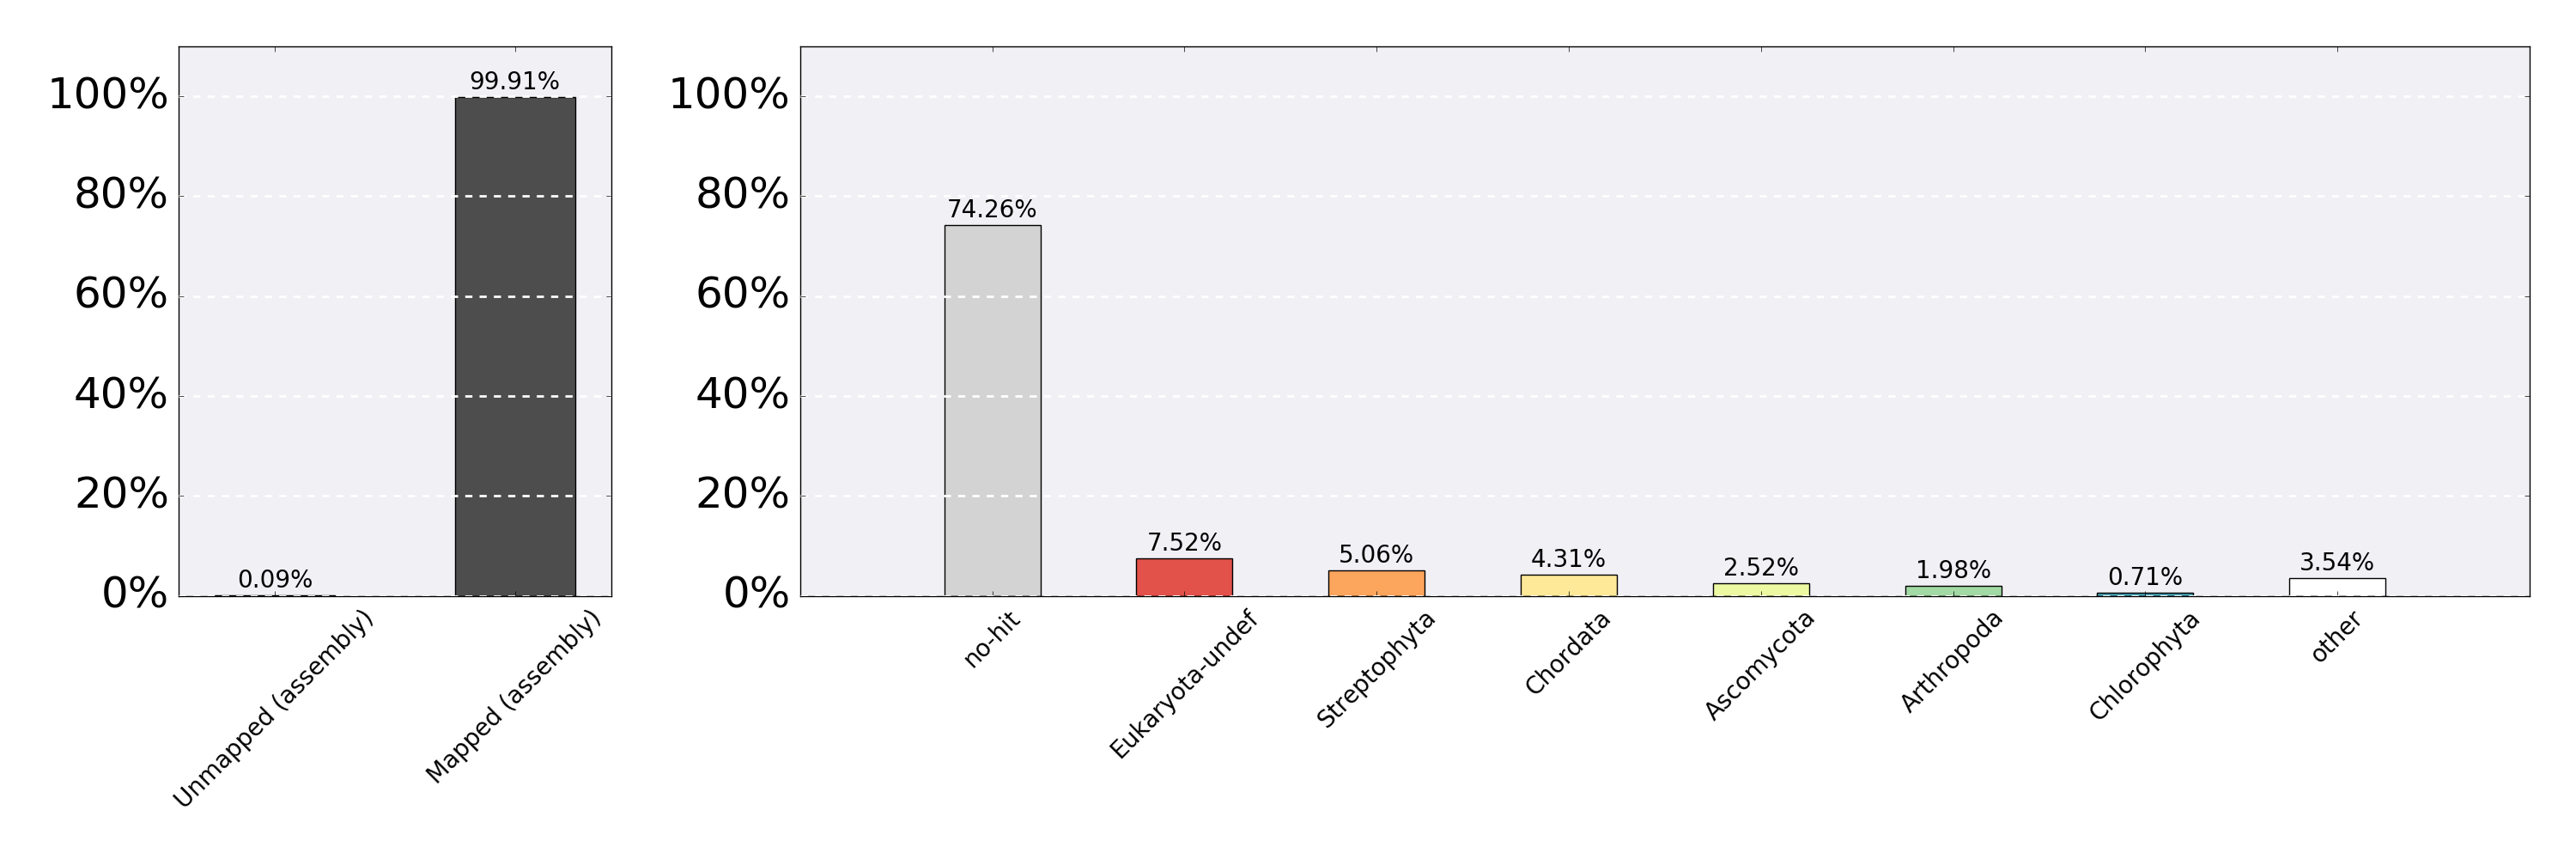 100%
80%
60%
40%
20%
0%
0.09%
99.91%
Unmapped (assembly)
Mapped (assembly)
100%
80%
60%
40%
20%
0%
74.26%
7.52%
5.06%
4.31%
2.52%
1.98%
0.71%
3.54%
no-hit
Eukaryota-undef
Streptophyta
Chordata
Ascomycota
Arthropoda
Chlorophyta
other